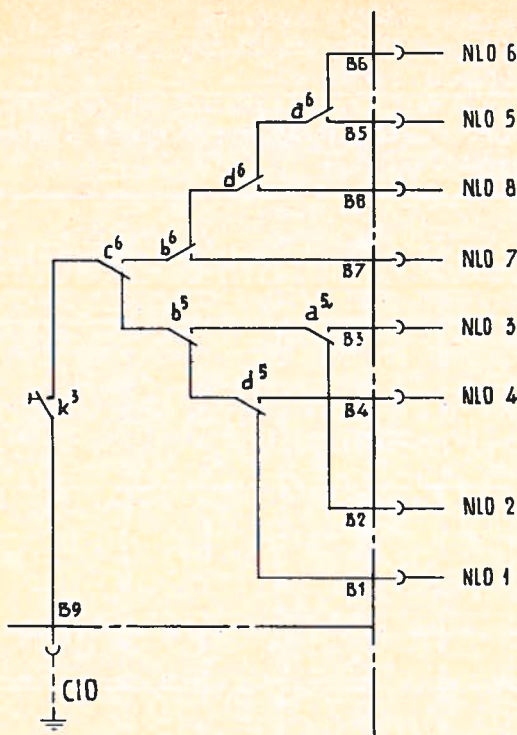 B6 NLO 6
a6
B5 NLO 5
d6
B8 NLO 8
c6 b6
B7 NLO 7
b5 a5
B3 NLO 3
d5
k3
B4 NLO 4
B2 NLO 2
B1 NLO 1
B9
C10